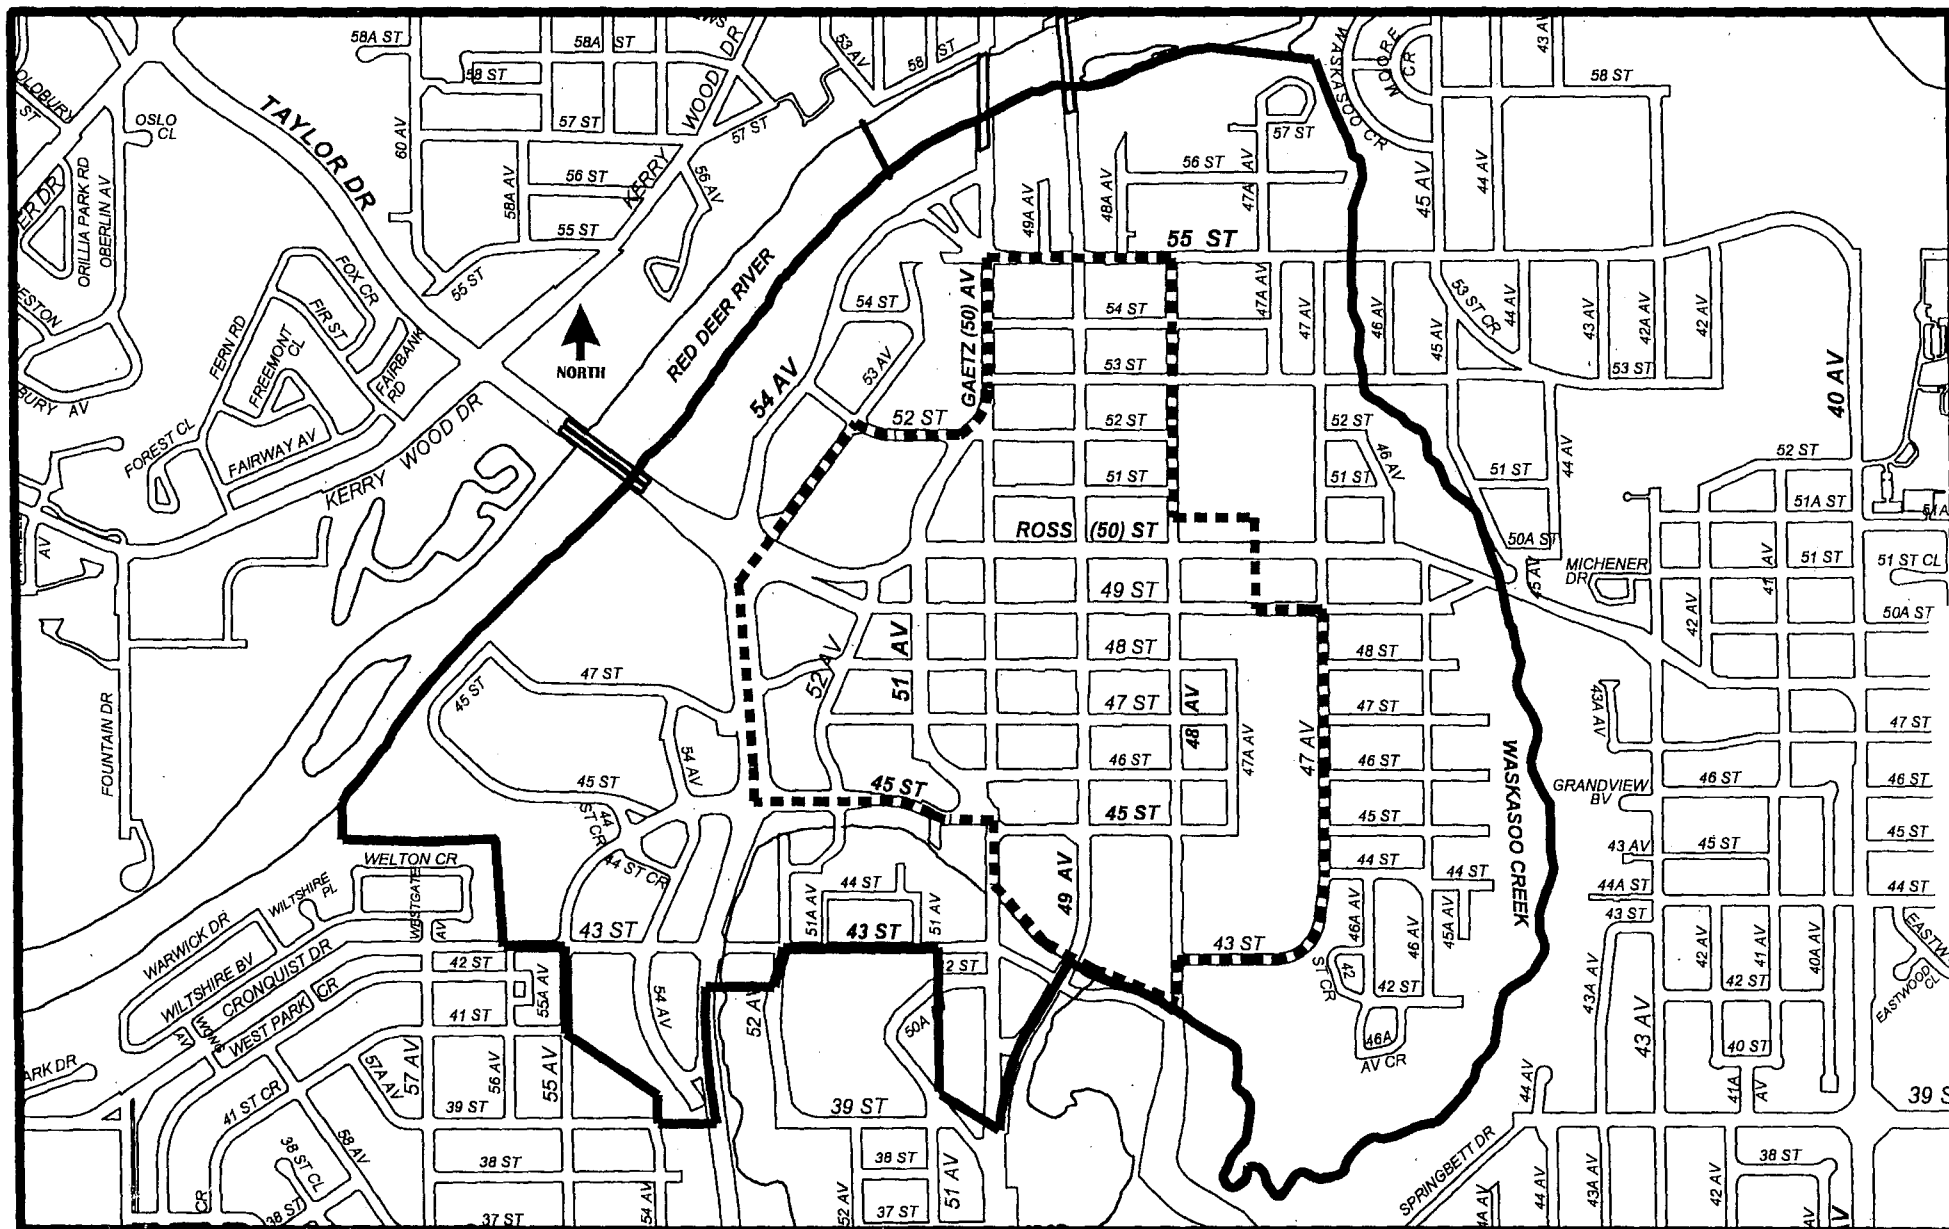 58A ST
58A ST
WOOD DR
53 AV
58 ST
WASKASOO CR
MOORE
CR
43 AV
58 ST
58 ST
OSLO
CL
TAYLOR DR
60 AV
57 ST
57 ST
57 ST
ORILLIA PARK RD
OBERLIN AV
58A AV
56 ST
KERRY
56 AV
49A AV
48A AV
56 ST
47A AV
45 AV
44 AV
55 ST
55 ST
55 ST
FOX CR
FIR ST
FERN RD
FREEMONT
CL
FAIRBANK
RD
NORTH
RED DEER RIVER
54 ST
53 AV
54 AV
GAETZ (50) AV
54 ST
53 ST
47A AV
47 AV
46 AV
45 AV
53 ST CR
44 AV
43 AV
42A AV
42 AV
53 ST
40 AV
FOREST CL
FAIRWAY AV
KERRY WOOD DR
52 ST
52 ST
52 ST
51 ST
51 ST
46 AV
51 ST
44 AV
52 ST
51A ST
ROSS (50) ST
50A ST
MICHENER
DR
45 AV
41 AV
51 ST
51 ST CL
49 ST
42 AV
50A ST
FOUNTAIN DR
47 ST
45 ST
52 AV
51 AV
48 ST
47 ST
48 AV
46 ST
47A AV
47 AV
48 ST
47 ST
46 ST
45 ST
44 ST
44 ST
WASKASOO CREEK
43A AV
47 ST
GRANDVIEW
BV
46 ST
46 ST
45 ST
54 AV
44
ST CR
44 ST CR
45 ST
45 ST
43 AV
45 ST
45 ST
44A ST
44 ST
43 ST
WELTON CR
WILTSHIRE
PL
WESTGATE
AV
WARWICK DR
WILTSHIRE BV
CRONQUIST DR
WEST PARK CR
43 ST
51A AV
44 ST
51 AV
43 ST
49 AV
43 ST
46A AV
46 AV
45A AV
42
ST CR
42 ST
46A
AV CR
42 AV
41 AV
40A AV
42 ST
EASTWOOD
CL
43A AV
43 AV
42 ST
41 ST
55A AV
54 AV
52 AV
50A
40 ST
41A
AV
57A AV
57 AV
56 AV
55 AV
39 ST
41 ST CR
58 AV
38 ST CL
38 ST
CR
39 ST
44 AV
SPRINGBETT DR
38 ST
37 ST
54 AV
52 AV
38 ST
37 ST
51 AV
44 AV
43A AV
42 AV
38 ST
AV